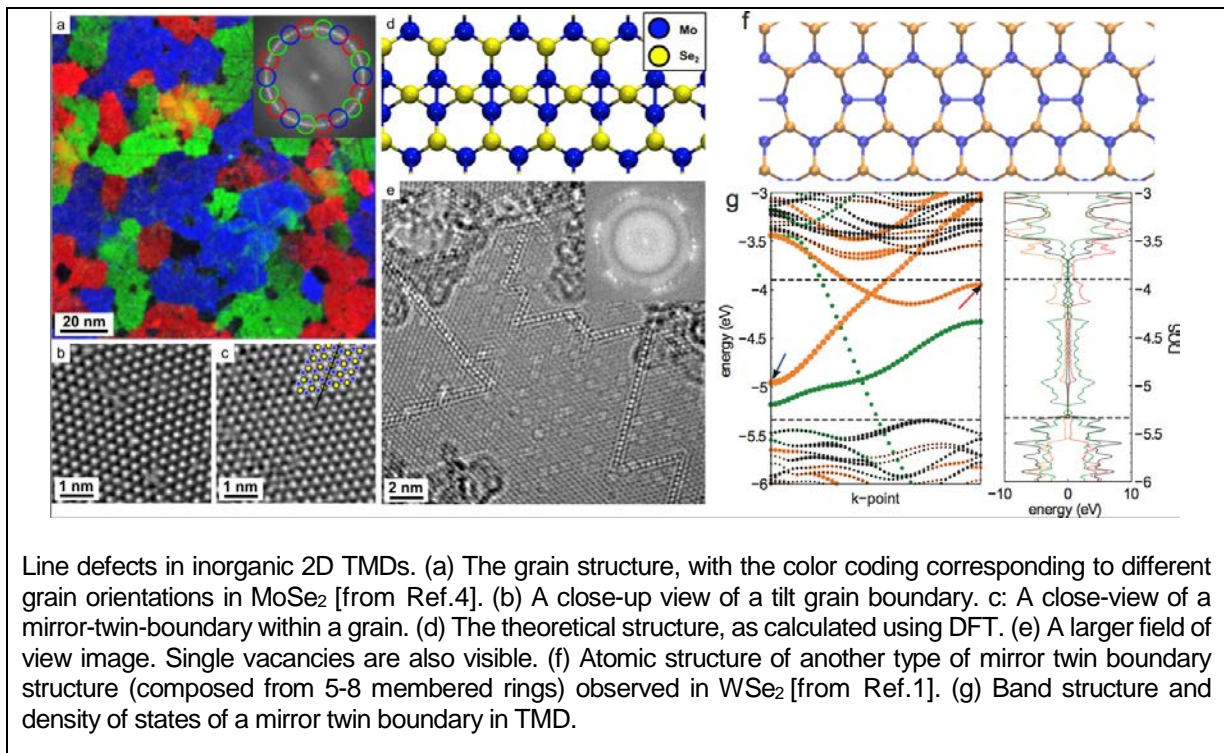 a
20 nm
b
1 nm
c
1 nm
d
Mo
Se₂
e
2 nm
f
g
-3
-3.5
-4
-4.5
-5
-5.5
-6
energy (eV)
k-point
-3
-3.5
-4
-4.5
-5
-5.5
-6
DOS
-10
0
10
energy (eV)
Line defects in inorganic 2D TMDs. (a) The grain structure, with the color coding corresponding to different
grain orientations in MoSe₂ [from Ref.4]. (b) A close-up view of a tilt grain boundary. c: A close-view of a
mirror-twin-boundary within a grain. (d) The theoretical structure, as calculated using DFT. (e) A larger field of
view image. Single vacancies are also visible. (f) Atomic structure of another type of mirror twin boundary
structure (composed from 5-8 membered rings) observed in WSe₂ [from Ref.1]. (g) Band structure and
density of states of a mirror twin boundary in TMD.